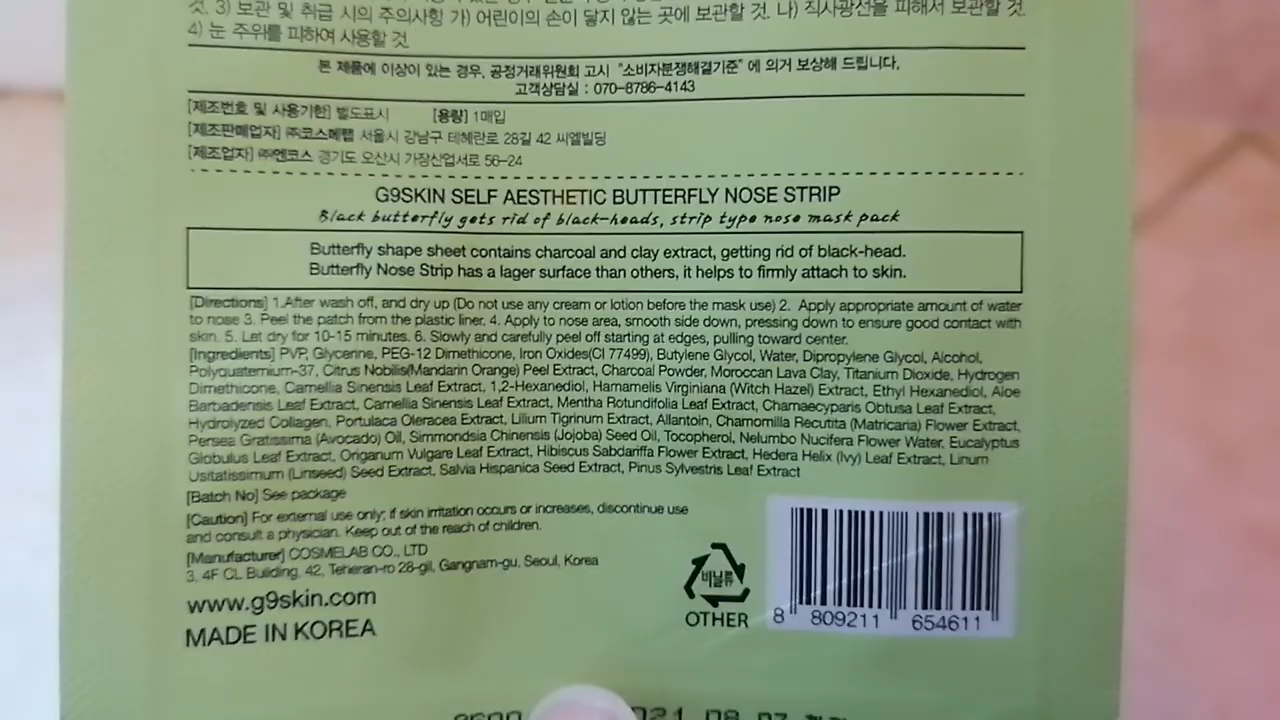 것. 3) 보관 및 취급 시의 주의사항 가) 어린이의 손이 닿지 않는 곳에 보관할 것. 나) 직사광선을 피해서 보관할 것.
4) 눈 주위를 피하여 사용할 것
본 제품에 이상이 있는 경우, 공정거래위원회 고시 "소비자분쟁해결기준" 에 의거 보상해 드립니다.
고객상담실 : 070-8786-4143
[제조번호 및 사용기한] 별도표시 [용량] 1매입
[제조판매업자] ㈜코스메랩 서울시 강남구 테헤란로 28길 42 씨엘빌딩
[제조업자] ㈜엔코스 경기도 오산시 가장산업서로 56-24
G9SKIN SELF AESTHETIC BUTTERFLY NOSE STRIP
Black butterfly gets rid of black-heads, strip type nose mask pack
Butterfly shape sheet contains charcoal and clay extract, getting rid of black-head.
Butterfly Nose Strip has a lager surface than others, it helps to firmly attach to skin.
[Directions] 1.After wash off, and dry up (Do not use any cream or lotion before the mask use) 2. Apply appropriate amount of water
to nose 3. Peel the patch from the plastic liner. 4. Apply to nose area, smooth side down, pressing down to ensure good contact with
skin. 5. Let dry for 10-15 minutes. 6. Slowly and carefully peel off starting at edges, pulling toward center.
[Ingredients] PVP, Glycerine, PEG-12 Dimethicone, Iron Oxides(CI 77499), Butylene Glycol, Water, Dipropylene Glycol, Alcohol,
Polyquaternium-37, Citrus Nobilis(Mandarin Orange) Peel Extract, Charcoal Powder, Moroccan Lava Clay, Titanium Dioxide, Hydrogen
Dimethicone, Camellia Sinensis Leaf Extract, 1,2-Hexanediol, Hamamelis Virginiana (Witch Hazel) Extract, Ethyl Hexanediol, Aloe
Barbadensis Leaf Extract, Camellia Sinensis Leaf Extract, Mentha Rotundifolia Leaf Extract, Chamaecyparis Obtusa Leaf Extract,
Hydrolyzed Collagen, Portulaca Oleracea Extract, Lilium Tigrinum Extract, Allantoin, Chamomilla Recutita (Matricaria) Flower Extract,
Persea Gratissima (Avocado) Oil, Simmondsia Chinensis (Jojoba) Seed Oil, Tocopherol, Nelumbo Nucifera Flower Water, Eucalyptus
Globulus Leaf Extract, Origanum Vulgare Leaf Extract, Hibiscus Sabdariffa Flower Extract, Hedera Helix (Ivy) Leaf Extract, Linum
Usitatissimum (Linseed) Seed Extract, Salvia Hispanica Seed Extract, Pinus Sylvestris Leaf Extract
[Batch No] See package
[Caution] For external use only; if skin irritation occurs or increases, discontinue use
and consult a physician. Keep out of the reach of children.
[Manufacturer] COSMELAB CO., LTD
3, 4F CL Building, 42, Teheran-ro 28-gil, Gangnam-gu, Seoul, Korea
www.g9skin.com
MADE IN KOREA
비닐류
OTHER
8 809211 654611